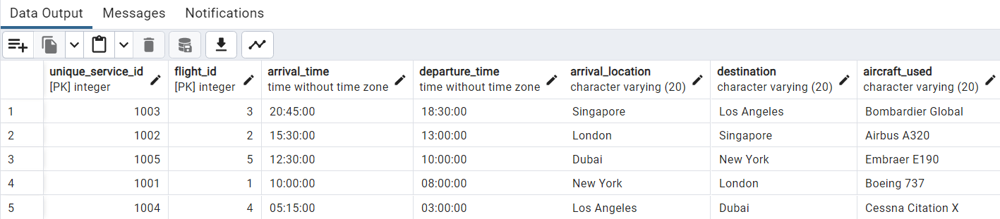 Data Output Messages Notifications
unique_service_id flight_id arrival_time departure_time arrival_location destination aircraft_used
[PK] integer [PK] integer time without time zone time without time zone character varying (20) character varying (20) character varying (20)
1 1003 3 20:45:00 18:30:00 Singapore Los Angeles Bombardier Global
2 1002 2 15:30:00 13:00:00 London Singapore Airbus A320
3 1005 5 12:30:00 10:00:00 Dubai New York Embraer E190
4 1001 1 10:00:00 08:00:00 New York London Boeing 737
5 1004 4 05:15:00 03:00:00 Los Angeles Dubai Cessna Citation X